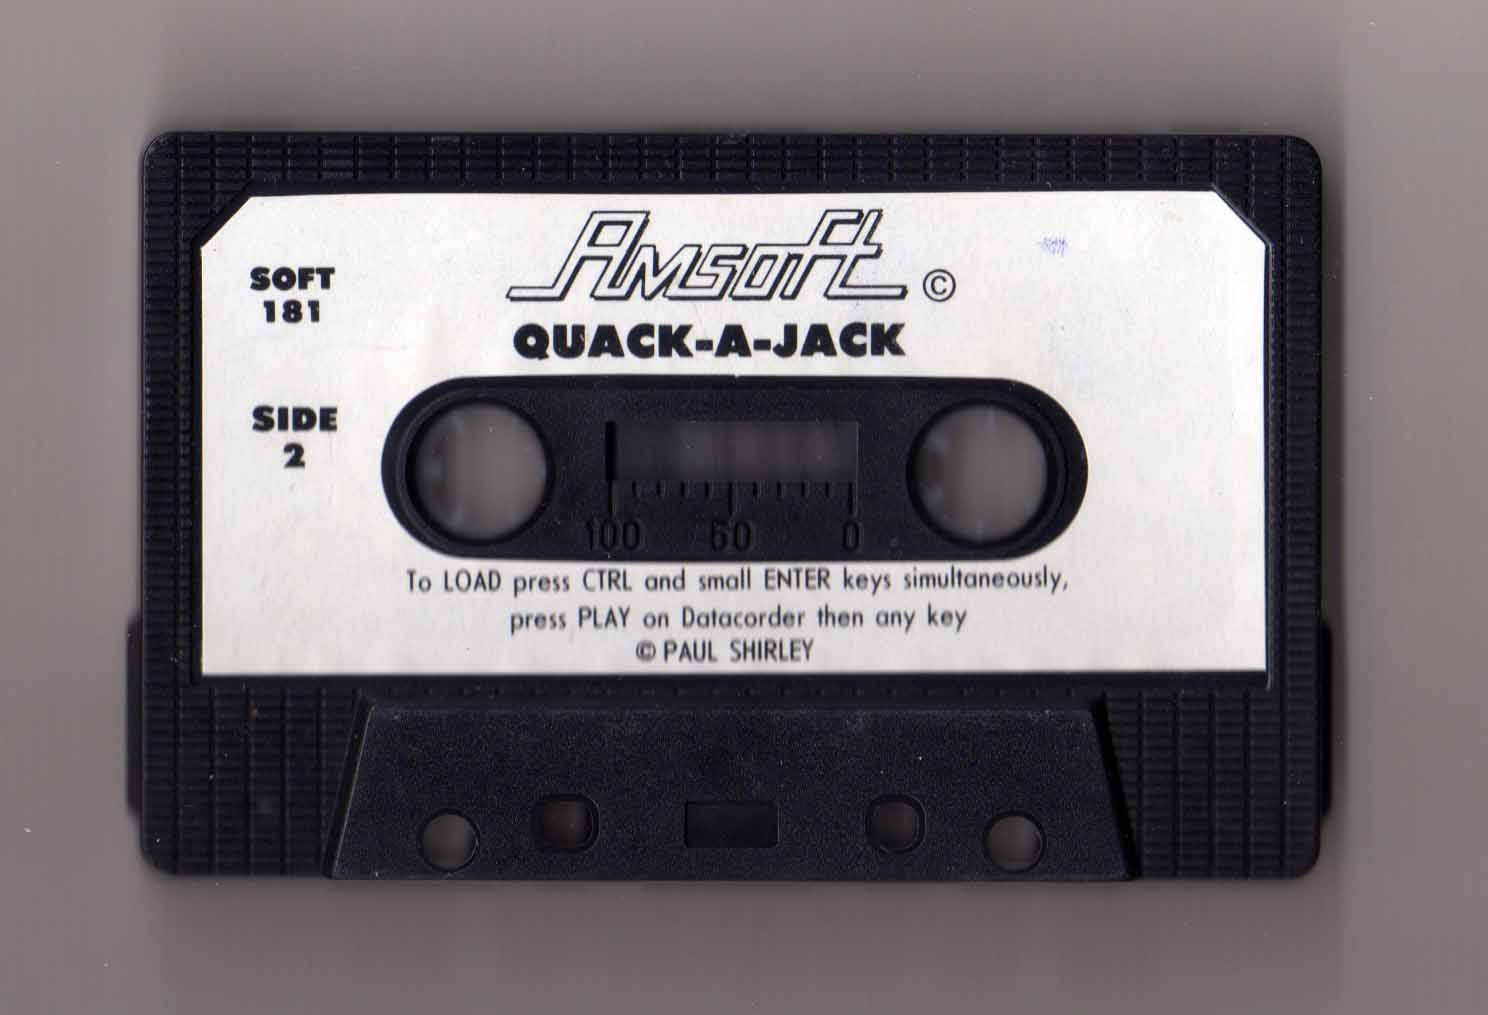 Amsoft ©
SOFT
181
QUACK-A-JACK
SIDE
2
100 50 0
To LOAD press CTRL and small ENTER keys simultaneously,
press PLAY on Datacorder then any key
© PAUL SHIRLEY